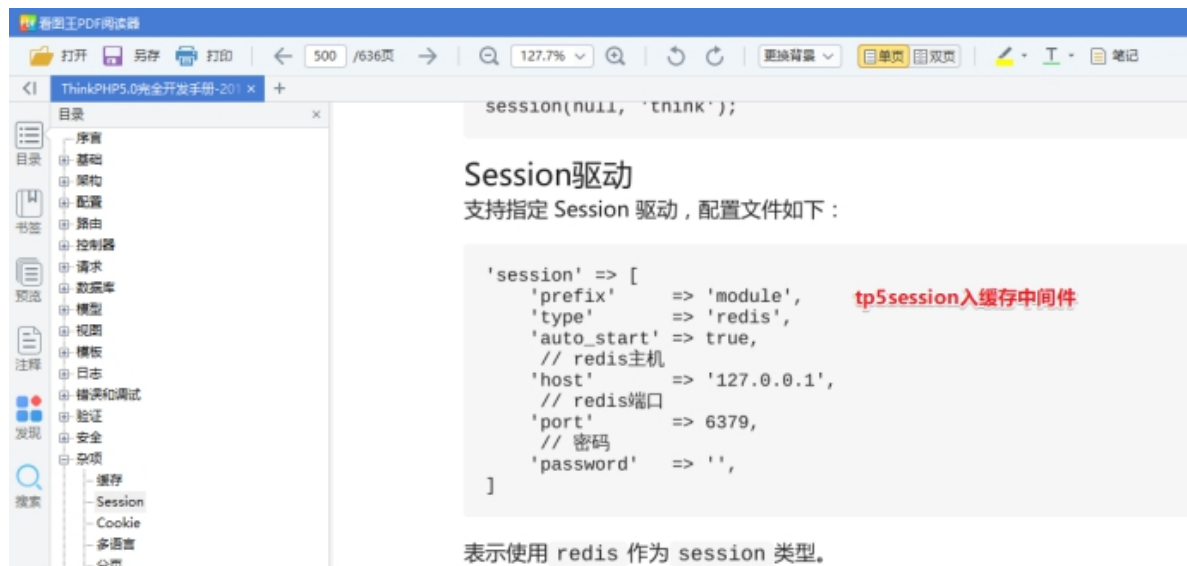 看图王PDF阅读器
打开 另存 打印 500 /636页 127.7% 更换背景 单页 双页 笔记
ThinkPHP5.0完全开发手册-201 × +
目录 ×
序言
目录
基础
架构
配置
书签
路由
控制器
请求
预览
数据库
模型
视图
注释
模板
日志
错误和调试
验证
发现
安全
杂项
缓存
搜索
Session
Cookie
多语言
分页
session(null, 'think');
Session驱动
支持指定 Session 驱动，配置文件如下：
'session' => [
'prefix' => 'module',
tp5session入缓存中间件
'type' => 'redis',
'auto_start' => true,
// redis主机
'host' => '127.0.0.1',
// redis端口
'port' => 6379,
// 密码
'password' => '',
]
表示使用 redis 作为 session 类型。